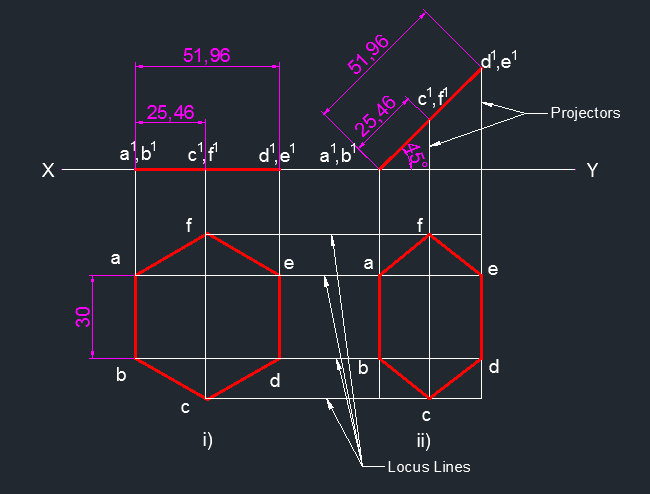 51,96
25,46
a¹,b¹
c¹,f¹
d¹,e¹
X
f
a
e
30
b
d
c
i)
51,96
25,46
d¹,e¹
c¹,f¹
Projectors
45°
a¹,b¹
Y
f
a
e
b
d
c
ii)
Locus Lines